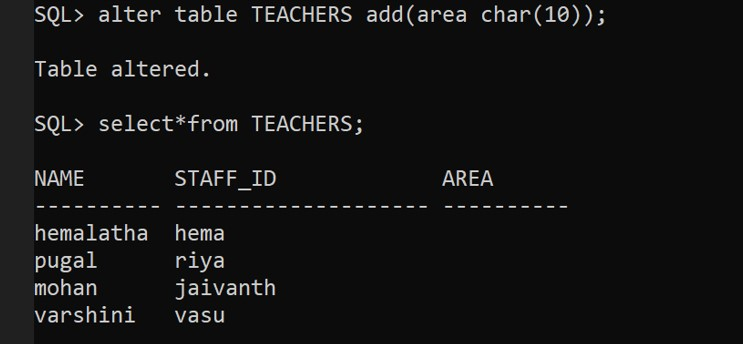 SQL> alter table TEACHERS add(area char(10));
Table altered.
SQL> select*from TEACHERS;
NAME       STAFF_ID             AREA
---------- -------------------- ----------
hemalatha  hema
pugal      riya
mohan      jaivanth
varshini   vasu